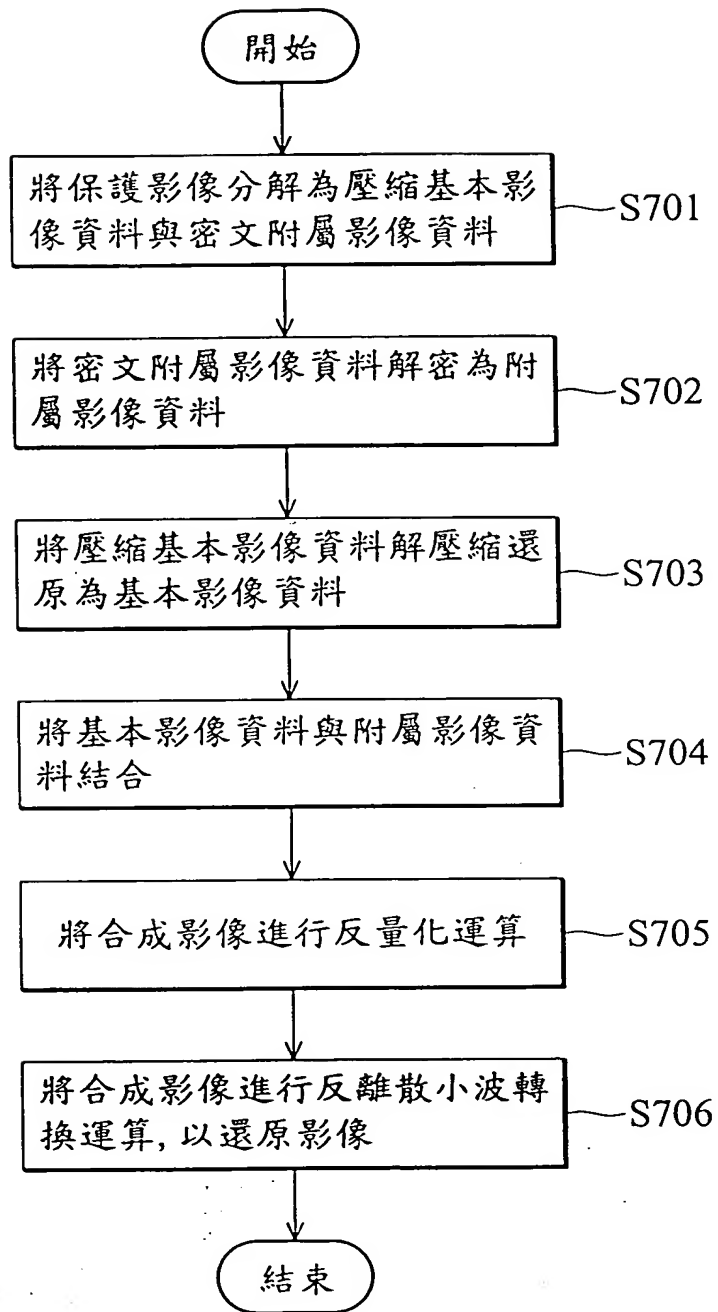 開始
將保護影像分解為壓縮基本影
像資料與密文附屬影像資料
S701
將密文附屬影像資料解密為附
屬影像資料
S702
將壓縮基本影像資料解壓縮還
原為基本影像資料
S703
將基本影像資料與附屬影像資
料結合
S704
將合成影像進行反量化運算
S705
將合成影像進行反離散小波轉
換運算, 以還原影像
S706
結束